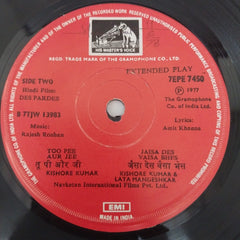 HIS MASTER'S VOICE
REGD. TRADE MARK OF THE GRAMOPHONE CO., LTD.
SIDE TWO
EXTENDED PLAY
7EPE 7450
Hindi Film:
DES PARDES
℗ 1977
The Gramophone
Co. of India Ltd.
B 77JW 13983
Music:
Rajesh Roshan
Lyrics:
Amit Khanna
TOO PEE
AUR JEE
तू पी और जी
KISHORE KUMAR
JAISA DES
VAISA BHES
जैसा देस वैसा भेस
KISHORE KUMAR &
LATA MANGESHKAR
Navketan International Films Pvt. Ltd.
EMI
MADE IN INDIA.